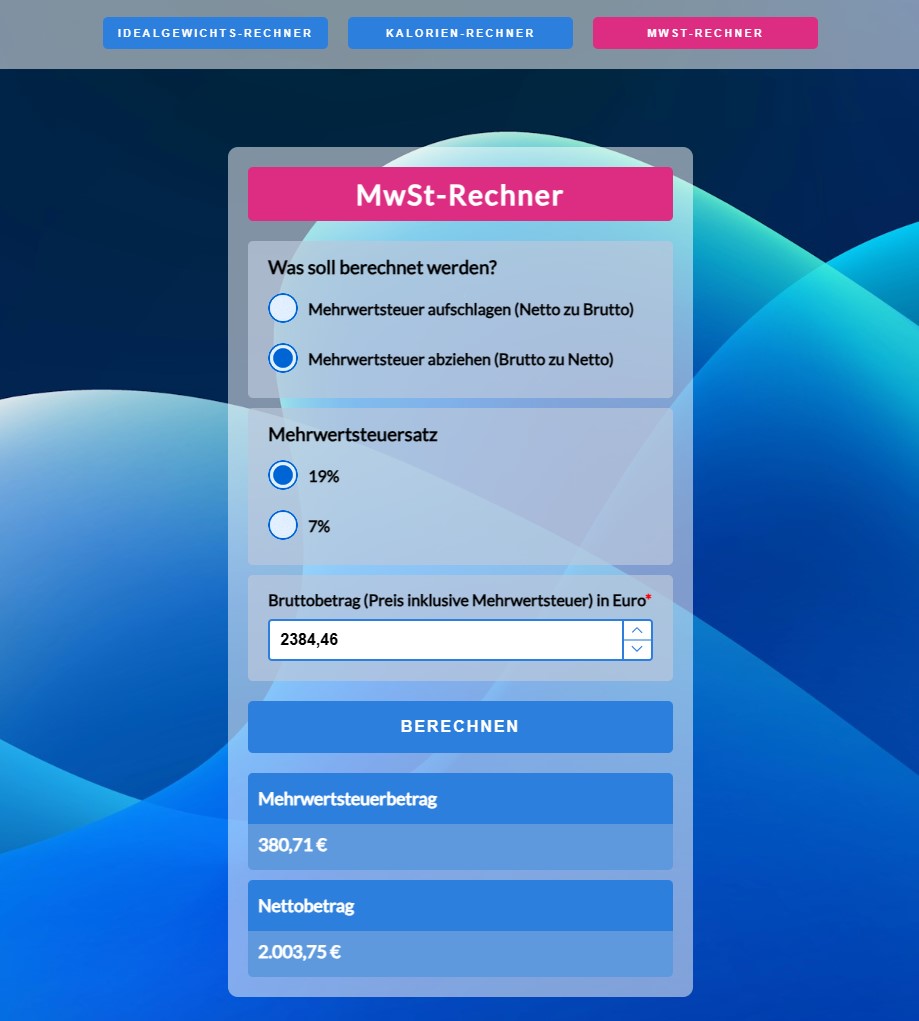 IDEALGEWICHTS-RECHNER
KALORIEN-RECHNER
MWST-RECHNER
MwSt-Rechner
Was soll berechnet werden?
Mehrwertsteuer aufschlagen (Netto zu Brutto)
Mehrwertsteuer abziehen (Brutto zu Netto)
Mehrwertsteuersatz
19%
7%
Bruttobetrag (Preis inklusive Mehrwertsteuer) in Euro*
2384,46
BERECHNEN
Mehrwertsteuerbetrag
380,71 €
Nettobetrag
2.003,75 €